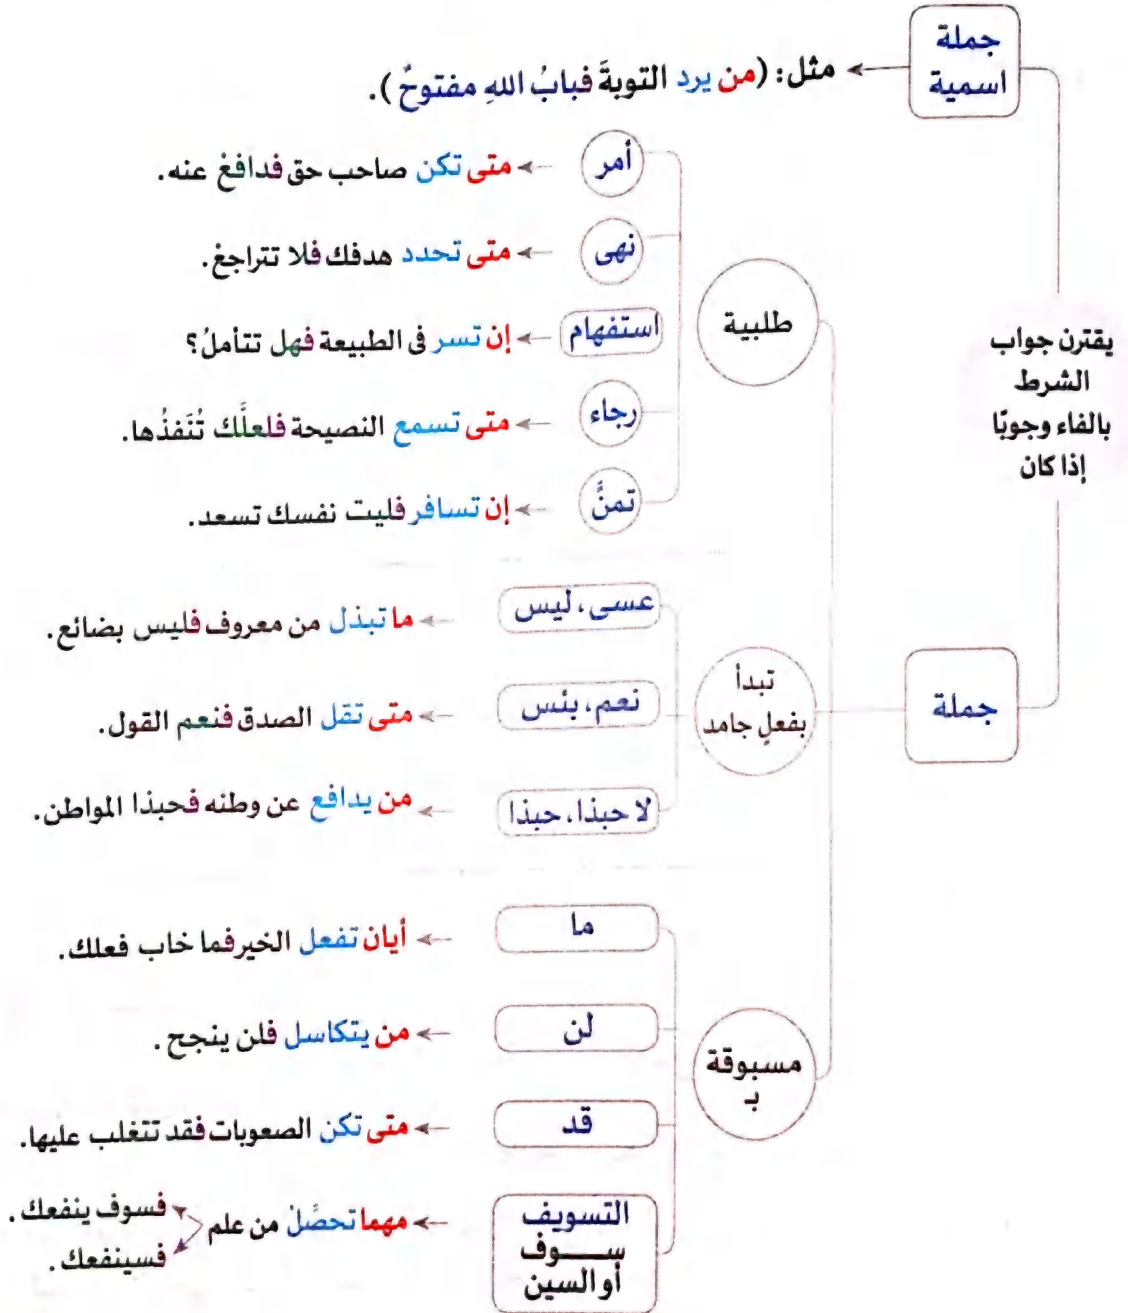 جملة
اسمية
مثل: (من يرد التوبةَ فبابُ اللهِ مفتوحٌ).
يقترن جواب
الشرط
بالفاء وجوبًا
إذا كان
جملة
طلبية
أمر
متى تكن صاحب حق فدافعْ عنه.
نهى
متى تحدد هدفك فلا تتراجعْ.
استفهام
إن تسر فى الطبيعة فهل تتأملُ؟
رجاء
متى تسمع النصيحة فلعلَّك تُنَفذُها.
تمنٍّ
إن تسافر فليت نفسك تسعد.
تبدأ
بفعلٍ جامد
عسى، ليس
ما تبذل من معروف فليس بضائع.
نعم، بئس
متى تقل الصدق فنعم القول.
لا حبذا، حبذا
من يدافع عن وطنه فحبذا المواطن.
مسبوقة
بـ
ما
أيان تفعل الخير فما خاب فعلك.
لن
من يتكاسل فلن ينجح.
قد
متى تكن الصعوبات فقد تتغلب عليها.
التسويف
ســـوف
أو السين
مهما تحصِّلْ من علم
فسوف ينفعك.
فسينفعك.